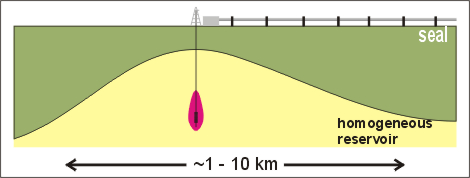 seal
homogeneous
reservoir
~1 - 10 km